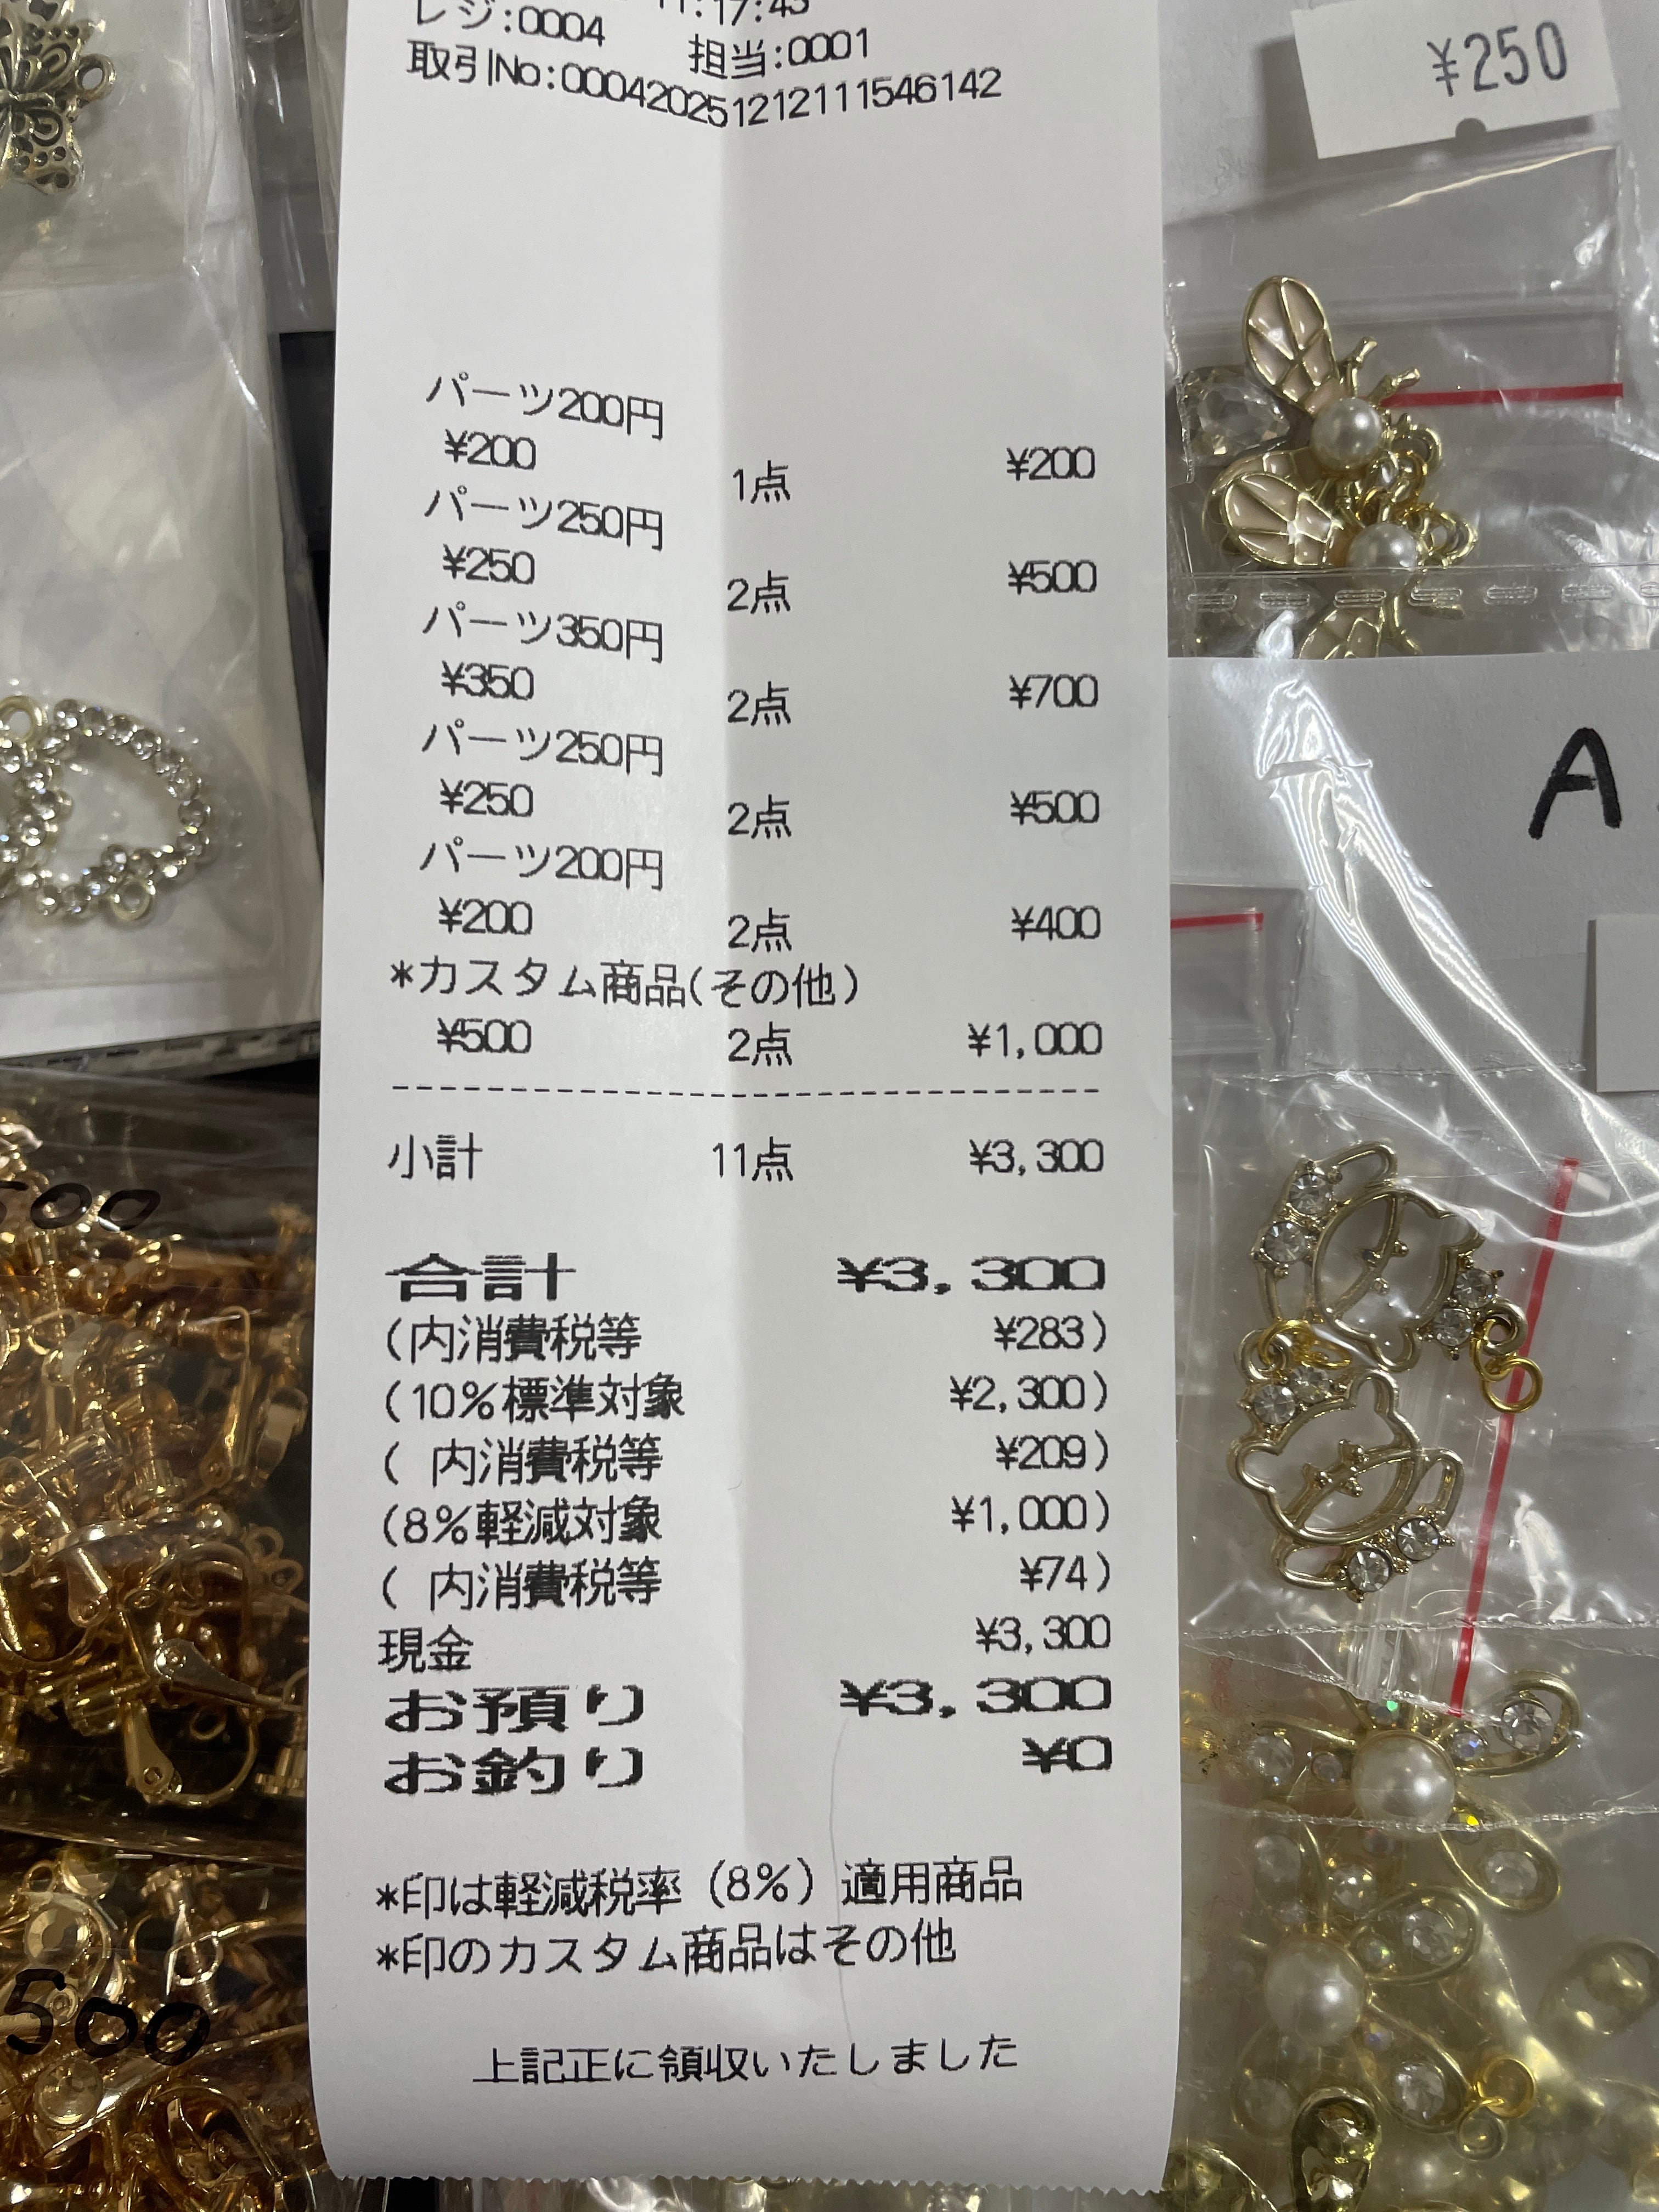 11:17:43
レジ:0004 担当:0001
取引No:000420251212111546142
パーツ200円
¥200 1点 ¥200
パーツ250円
¥250 2点 ¥500
パーツ350円
¥350 2点 ¥700
パーツ250円
¥250 2点 ¥500
パーツ200円
¥200 2点 ¥400
*カスタム商品(その他)
¥500 2点 ¥1,000
小計 11点 ¥3,300
合計 ¥3,300
(内消費税等 ¥283)
(10%標準対象 ¥2,300)
( 内消費税等 ¥209)
(8%軽減対象 ¥1,000)
( 内消費税等 ¥74)
現金 ¥3,300
お預り ¥3,300
お釣り ¥0
*印は軽減税率(8%)適用商品
*印のカスタム商品はその他
上記正に領収いたしました
¥250
A
500
500